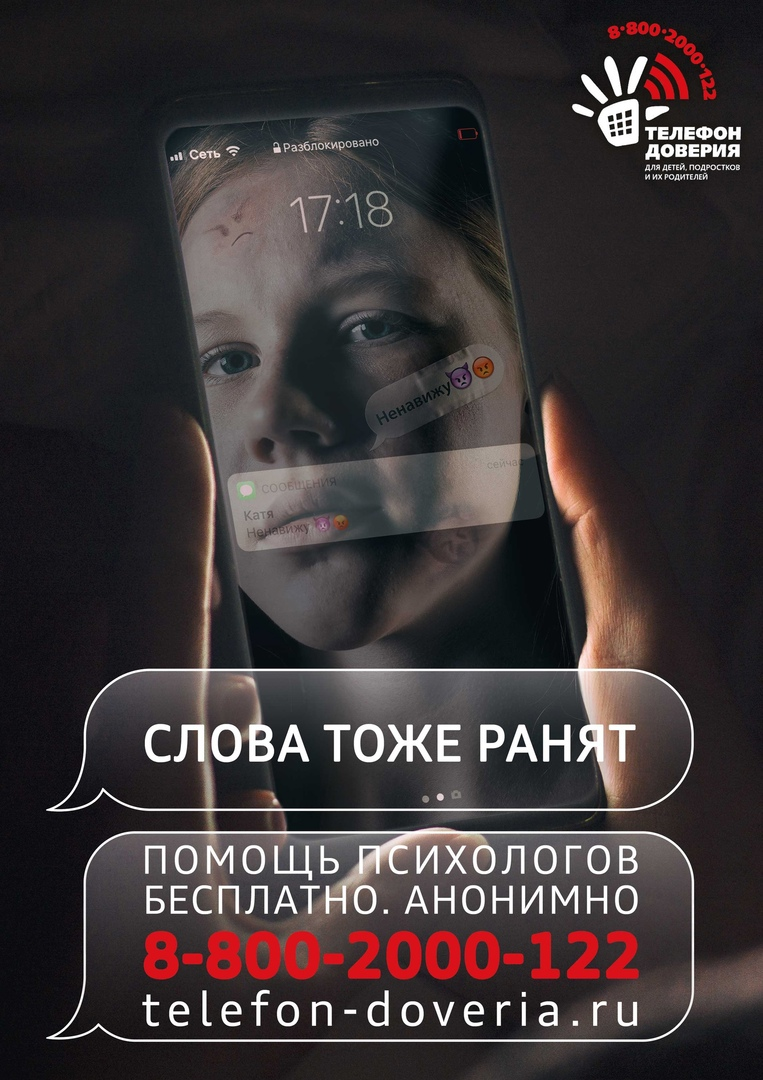 8·800·2000·122
ТЕЛЕФОН
ДОВЕРИЯ
ДЛЯ ДЕТЕЙ, ПОДРОСТКОВ
И ИХ РОДИТЕЛЕЙ
Сеть
Разблокировано
17:18
Ненавижу😈😡
СООБЩЕНИЯ
сейчас
Катя
Ненавижу😈😡
СЛОВА ТОЖЕ РАНЯТ
ПОМОЩЬ ПСИХОЛОГОВ
БЕСПЛАТНО. АНОНИМНО
8-800-2000-122
telefon-doveria.ru